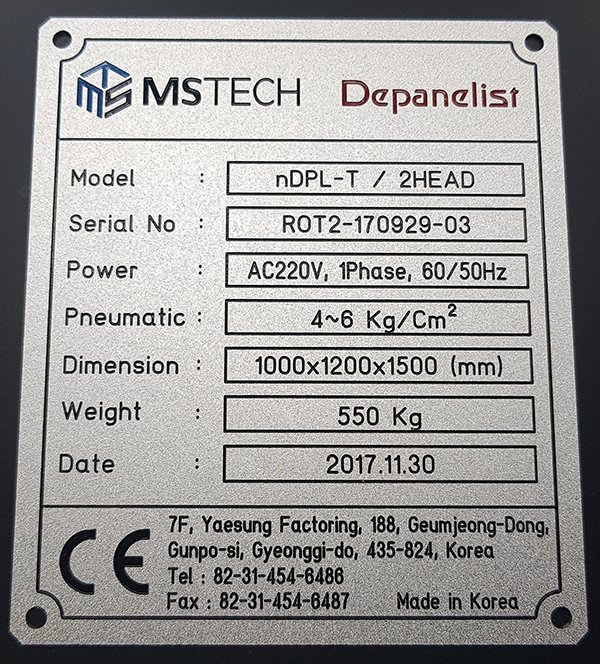 MS MSTECH Depanelist
Model : nDPL-T / 2HEAD
Serial No : ROT2-170929-03
Power : AC220V, 1Phase, 60/50Hz
Pneumatic : 4~6 Kg/Cm²
Dimension : 1000x1200x1500 (mm)
Weight : 550 Kg
Date : 2017.11.30
CE 7F, Yaesung Factoring, 188, Geumjeong-Dong,
Gunpo-si, Gyeonggi-do, 435-824, Korea
Tel : 82-31-454-6486
Fax : 82-31-454-6487 Made in Korea